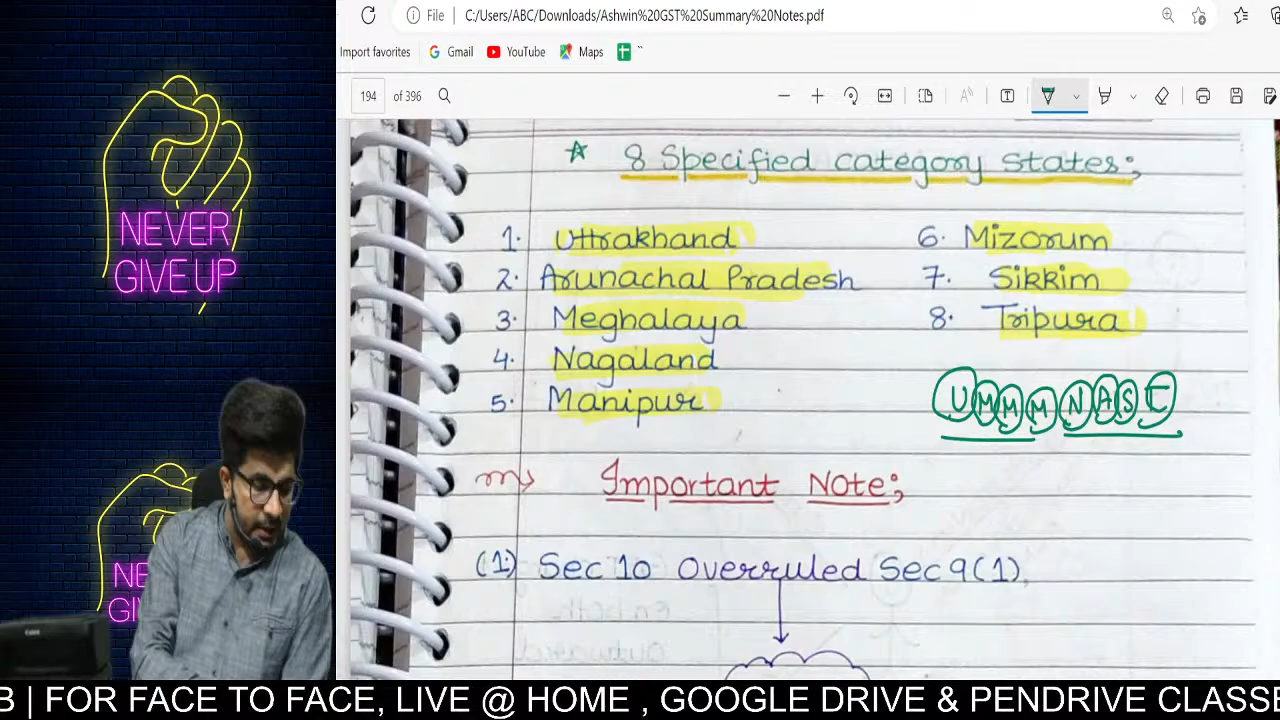 File
C:/Users/ABC/Downloads/Ashwin%20GST%20Summary%20Notes.pdf
Import favorites
Gmail
YouTube
Maps
194 of 396
8 Specified category States;
1. Uttrakhand
2. Arunachal Pradesh
3. Meghalaya
4. Nagaland
5. Manipur
6. Mizorum
7. Sikkim
8. Tripura
UMMMNAST
Important Note;
(1) Sec 10 Overruled Sec 9(1)
NEVER
GIVE UP
NE
GI
B | FOR FACE TO FACE, LIVE @ HOME , GOOGLE DRIVE & PENDRIVE CLASSE